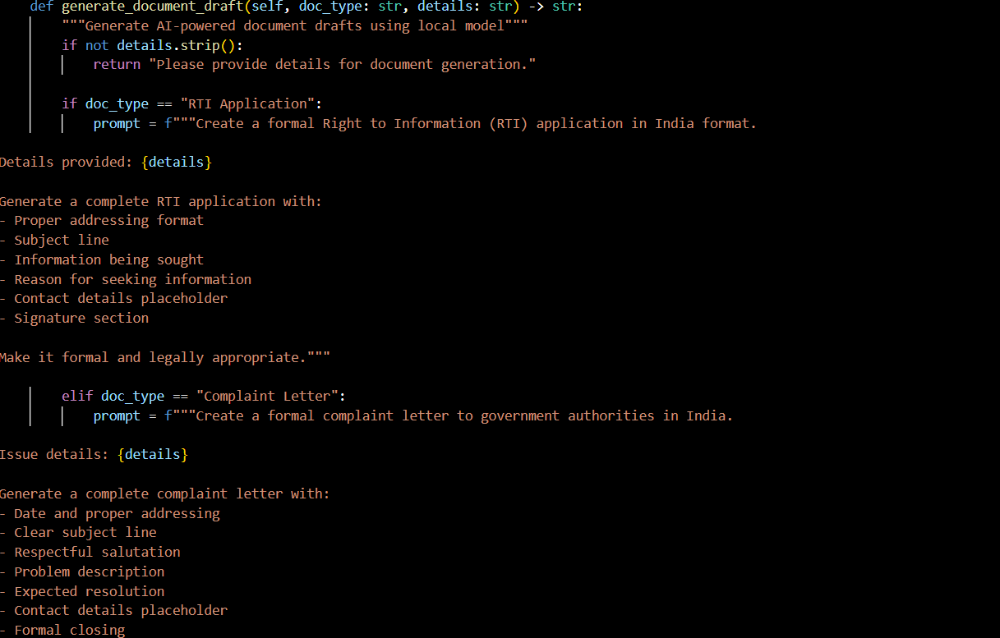 def generate_document_draft(self, doc_type: str, details: str) -> str:
"""Generate AI-powered document drafts using local model"""
if not details.strip():
return "Please provide details for document generation."
if doc_type == "RTI Application":
prompt = f"""Create a formal Right to Information (RTI) application in India format.
Details provided: {details}
Generate a complete RTI application with:
- Proper addressing format
- Subject line
- Information being sought
- Reason for seeking information
- Contact details placeholder
- Signature section
Make it formal and legally appropriate."""
elif doc_type == "Complaint Letter":
prompt = f"""Create a formal complaint letter to government authorities in India.
Issue details: {details}
Generate a complete complaint letter with:
- Date and proper addressing
- Clear subject line
- Respectful salutation
- Problem description
- Expected resolution
- Contact details placeholder
- Formal closing